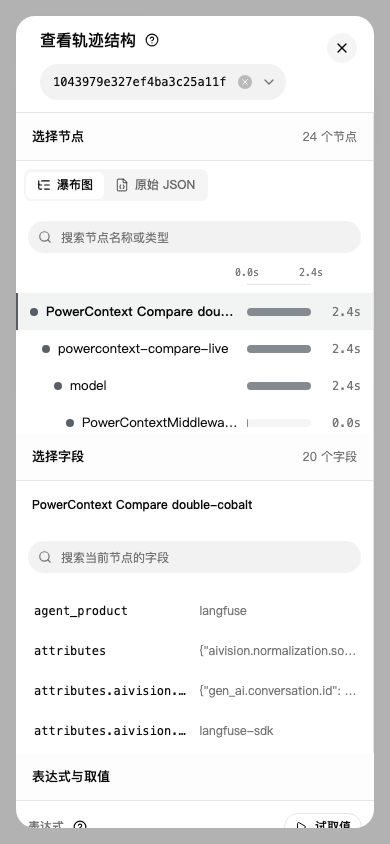 查看轨迹结构
1043979e327ef4ba3c25a11f
选择节点 24 个节点
瀑布图 原始 JSON
搜索节点名称或类型
0.0s 2.4s
PowerContext Compare dou... 2.4s
powercontext-compare-live 2.4s
model 2.4s
PowerContextMiddlewa... 0.0s
选择字段 20 个字段
PowerContext Compare double-cobalt
搜索当前节点的字段
agent_product langfuse
attributes {"aivision.normalization.so...
attributes.aivision.… {"gen_ai.conversation.id": ...
attributes.aivision.… langfuse-sdk
表达式与取值
表达式 试取值